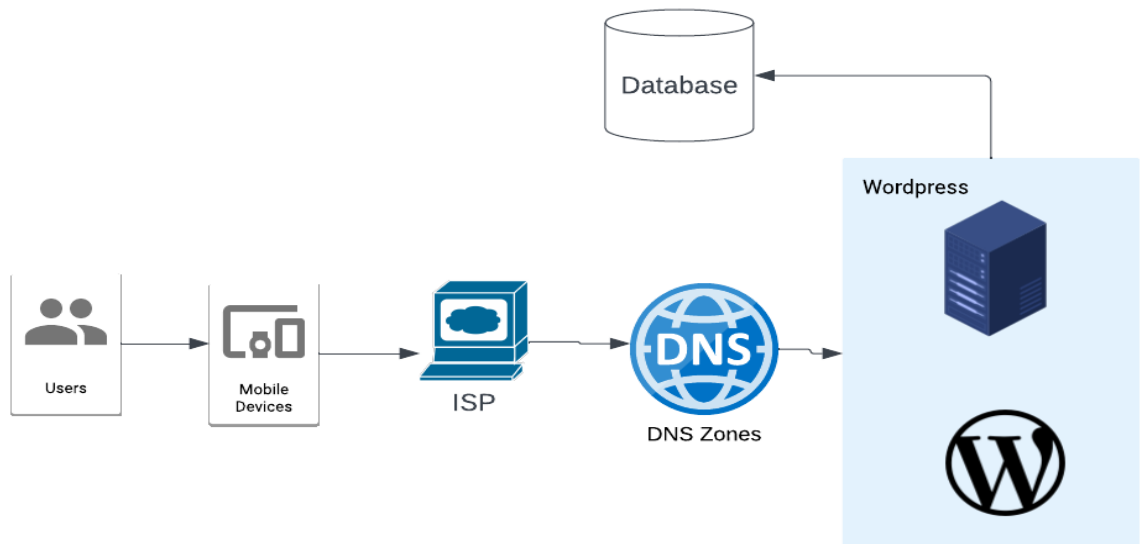 Database
Wordpress
Users
Mobile
Devices
ISP
DNS
DNS Zones
W